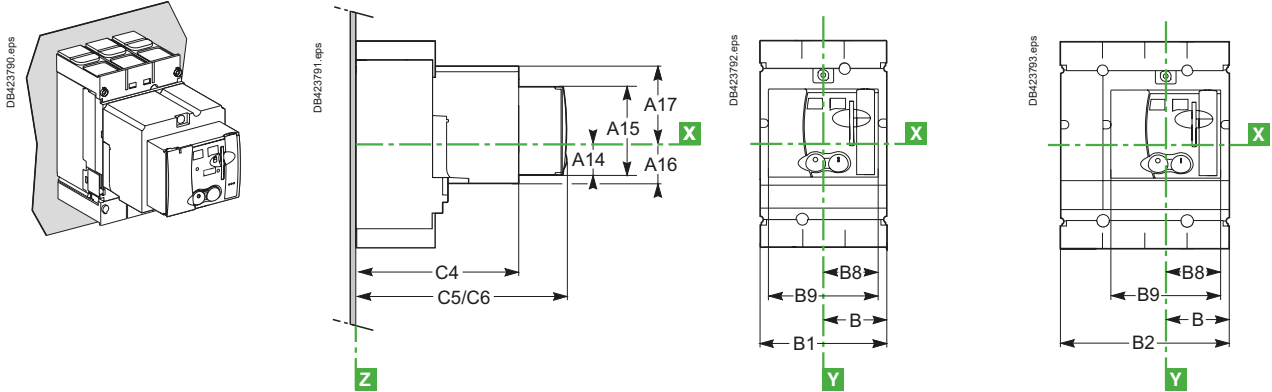 DB423790.eps
DB423791.eps
A17
A15
X
A14
A16
C4
C5/C6
Z
DB423792.eps
X
B8
B9
B
B1
Y
DB423793.eps
X
B8
B9
B
B2
Y